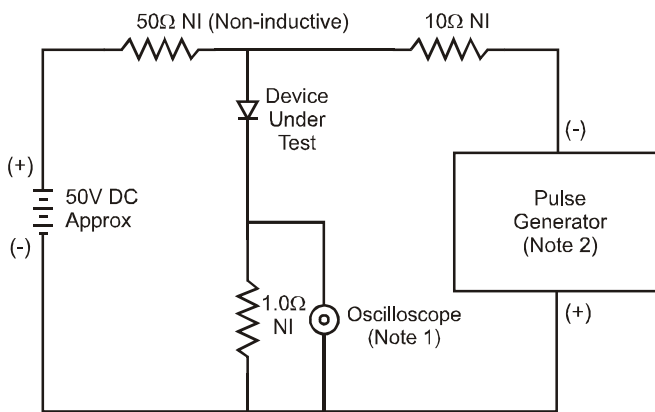 50Ω NI (Non-inductive)
10Ω NI
Device
Under
Test
(-)
(+)
50V DC
Approx
(-)
Pulse
Generator
(Note 2)
1.0Ω
NI
Oscilloscope
(Note 1)
(+)